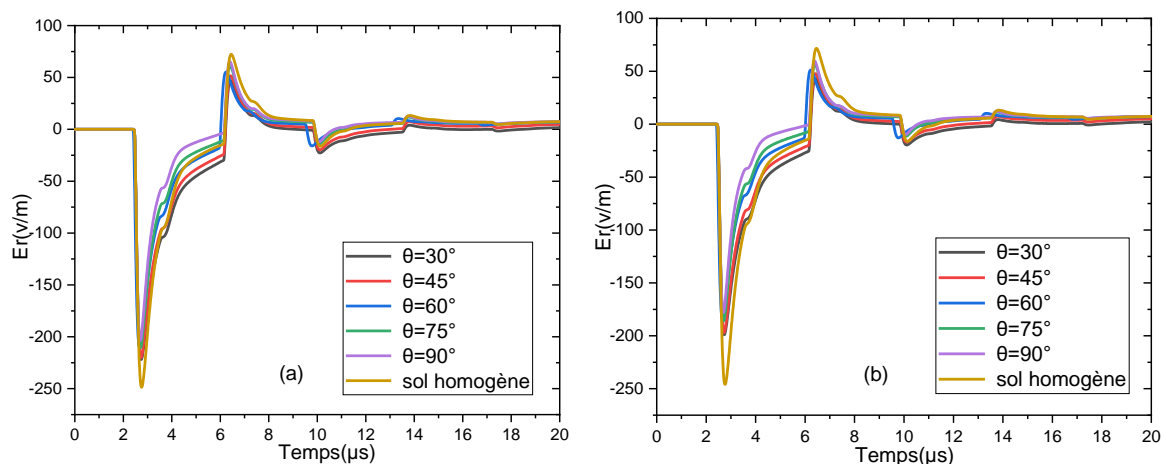 100
50
0
-50
-100
-150
-200
-250
Er(v/m)
θ=30°
θ=45°
θ=60°
θ=75°
θ=90°
sol homogène
(a)
0 2 4 6 8 10 12 14 16 18 20
Temps(µs)
100
50
0
-50
-100
-150
-200
-250
Er(v/m)
θ=30°
θ=45°
θ=60°
θ=75°
θ=90°
sol homogène
(b)
0 2 4 6 8 10 12 14 16 18 20
Temps(µs)